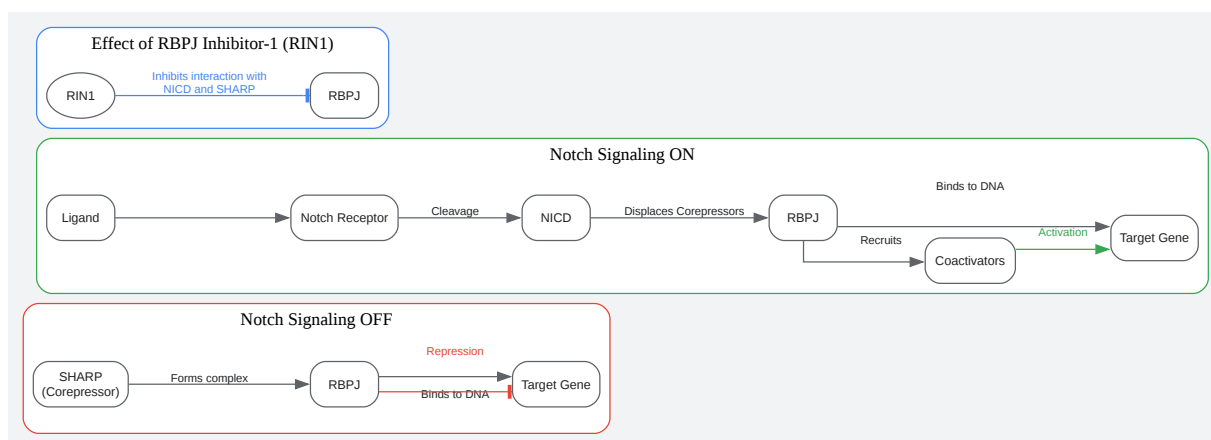 Effect of RBPJ Inhibitor-1 (RIN1)
RIN1
Inhibits interaction with
NICD and SHARP
RBPJ
Notch Signaling ON
Ligand
Notch Receptor
Cleavage
NICD
Displaces Corepressors
RBPJ
Binds to DNA
Recruits
Coactivators
Activation
Target Gene
Notch Signaling OFF
SHARP
(Corepressor)
Forms complex
RBPJ
Repression
Binds to DNA
Target Gene